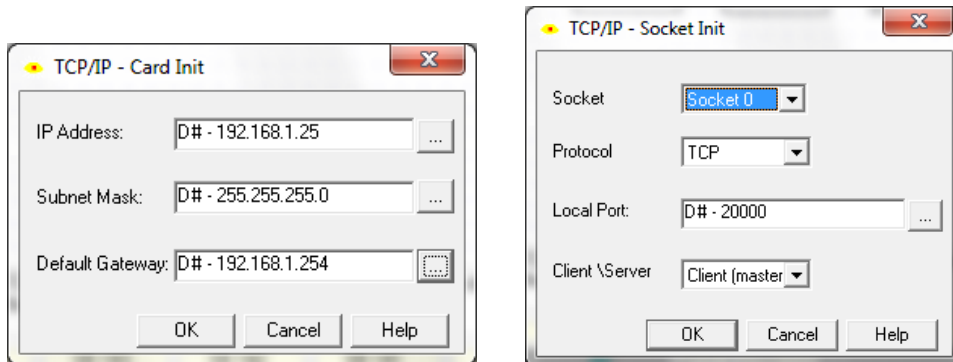 TCP/IP - Card Init
IP Address:
D# - 192.168.1.25
...
Subnet Mask:
D# - 255.255.255.0
...
Default Gateway:
D# - 192.168.1.254
...
OK
Cancel
Help
TCP/IP - Socket Init
Socket
Socket 0
Protocol
TCP
Local Port:
D# - 20000
...
Client \Server
Client (master
OK
Cancel
Help